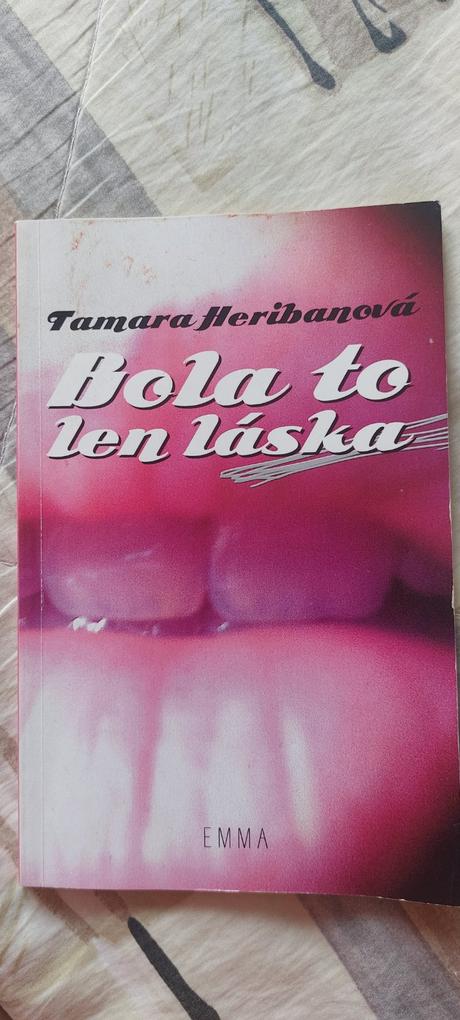 Tamara Heribanová
Bola to
len láska
EMMA